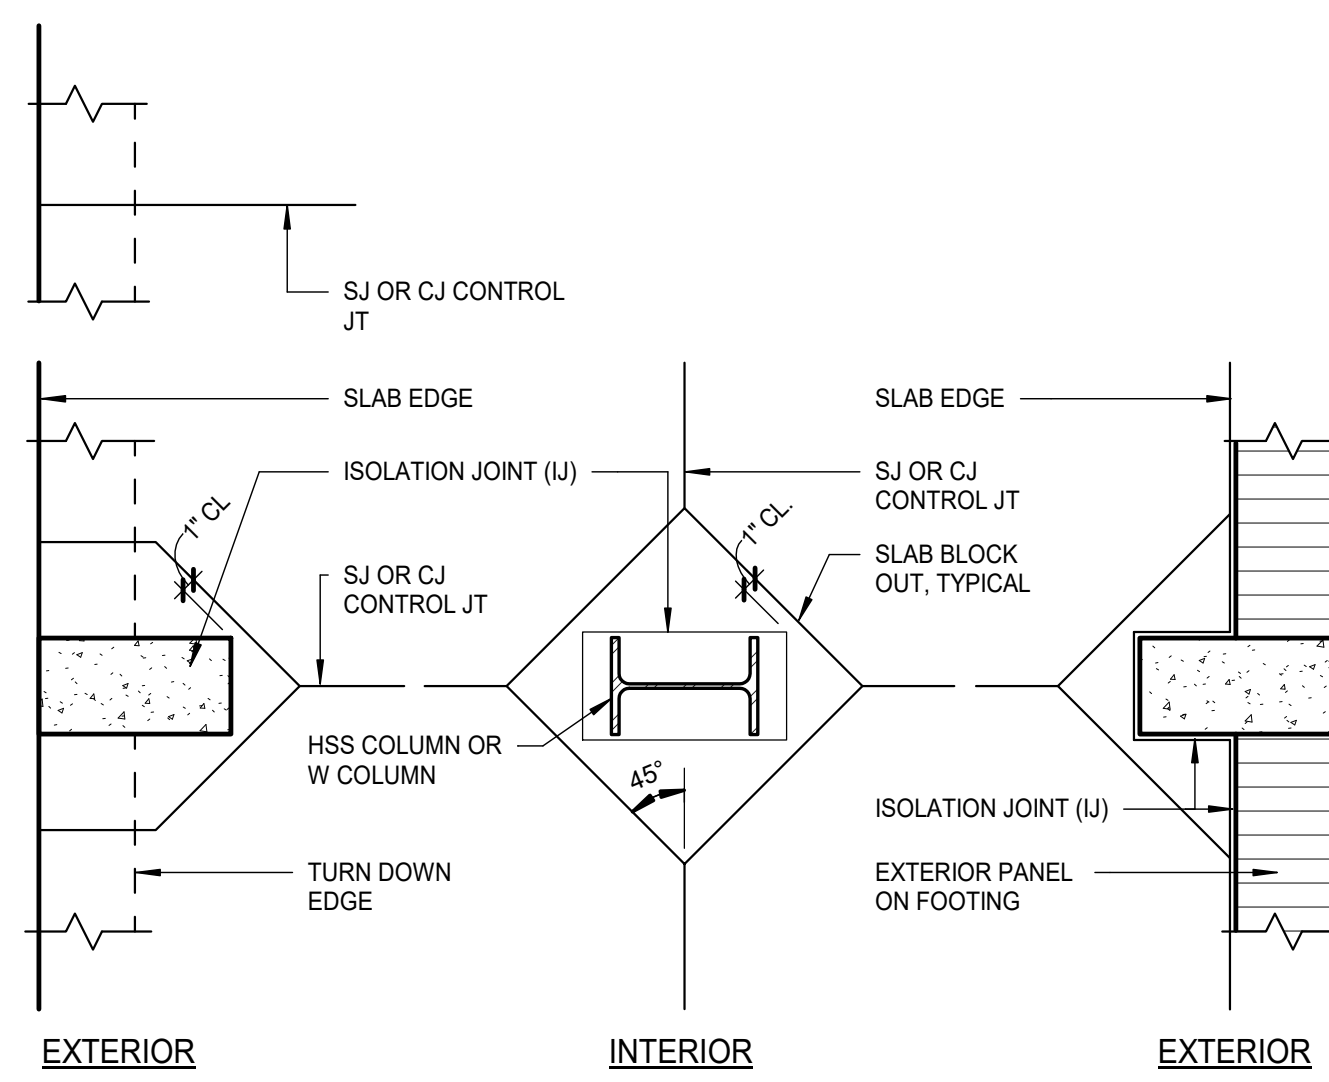 SJ OR CJ CONTROL
JT
SLAB EDGE
SLAB EDGE
ISOLATION JOINT (IJ)
SJ OR CJ
CONTROL JT
1" CL
1" CL.
SLAB BLOCK
OUT, TYPICAL
SJ OR CJ
CONTROL JT
HSS COLUMN OR
W COLUMN
45°
ISOLATION JOINT (IJ)
TURN DOWN
EDGE
EXTERIOR PANEL
ON FOOTING
EXTERIOR
INTERIOR
EXTERIOR